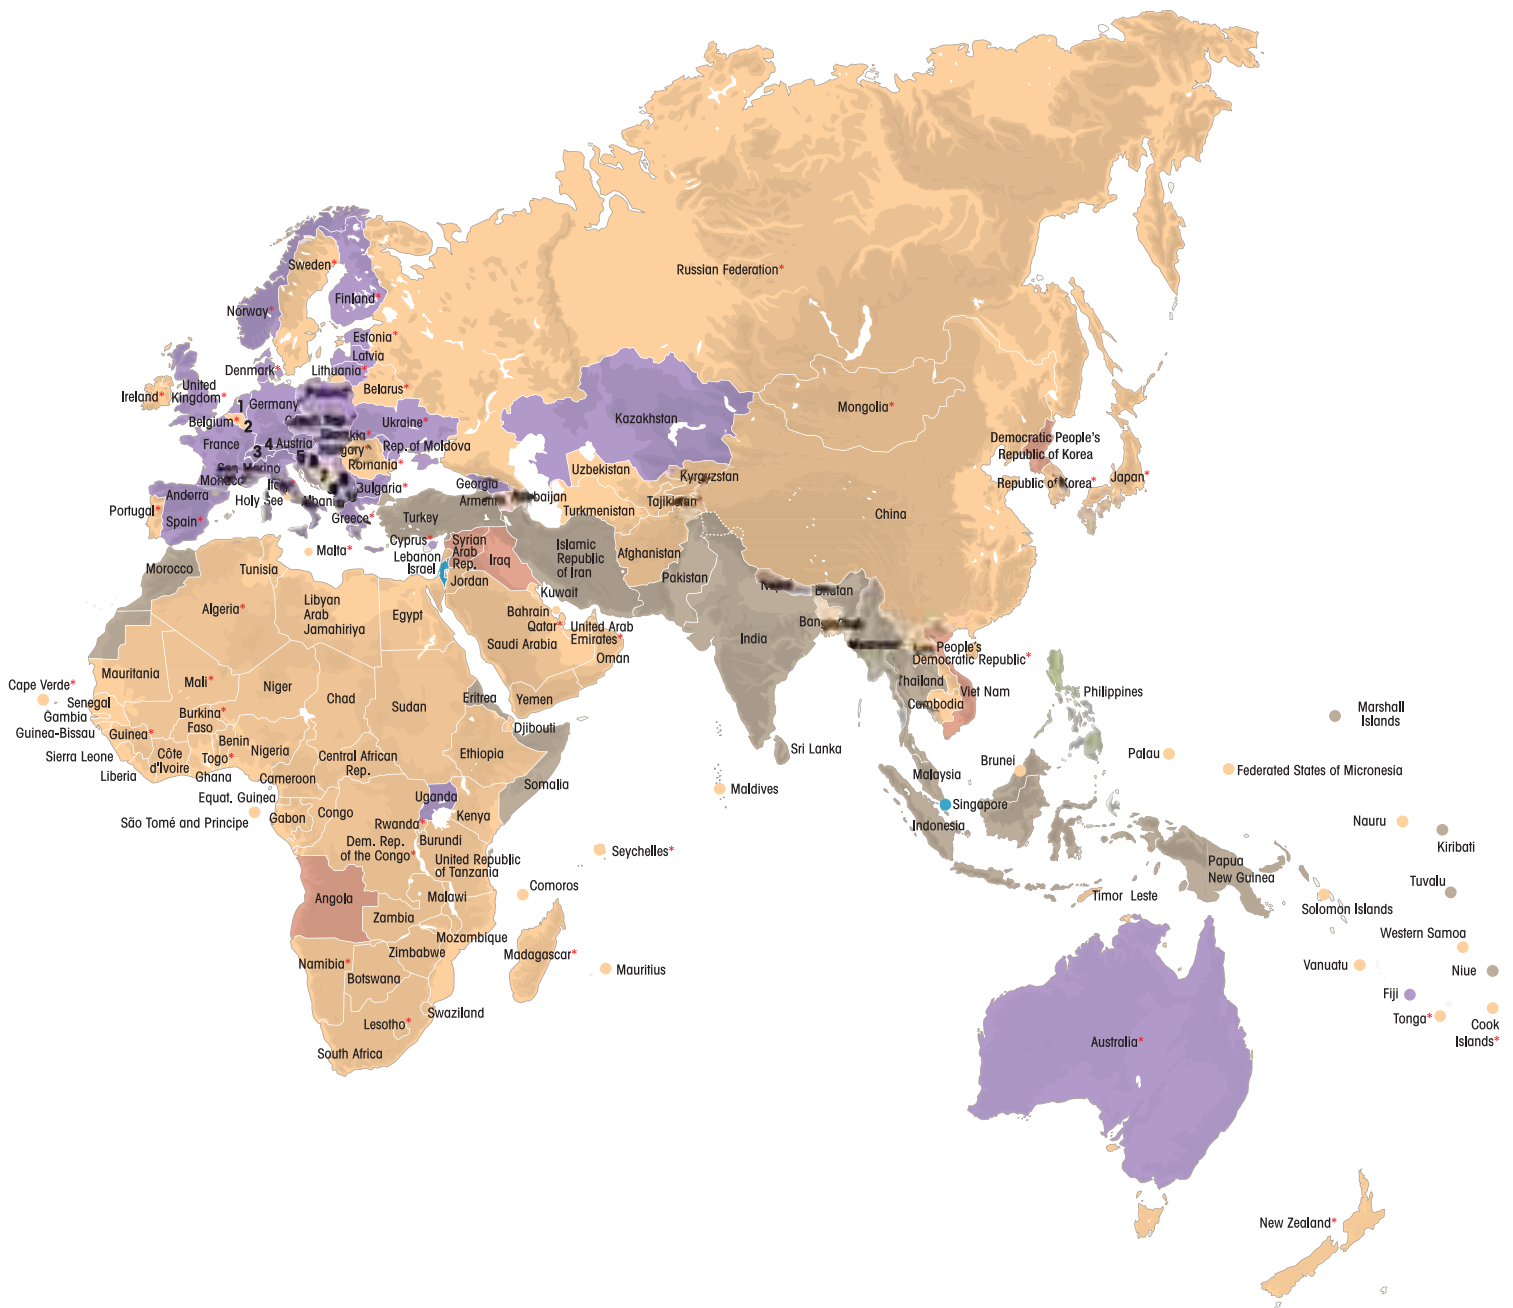 Russian Federation*
Sweden*
Finland*
Norway*
Estonia*
Latvia
Denmark*
Lithuania*
Belarus*
Ireland*
United
Kingdom*
1
Germany
Belgium*
2
Ukraine*
France
3
4
Austria
5
Rep. of Moldova
Romania*
San Marino
Monaco
Andorra
Holy See
Bulgaria*
Portugal*
Spain*
Greece*
Malta*
Kazakhstan
Mongolia*
Uzbekistan
Kyrgyzstan
Georgia
Turkmenistan
Turkey
China
Democratic People's
Republic of Korea
Republic of Korea*
Japan*
Cyprus*
Lebanon
Israel
Syrian
Arab
Rep.
Iraq
Jordan
Islamic
Republic
of Iran
Afghanistan
Pakistan
Kuwait
Bahrain
Qatar*
United Arab
Emirates*
Saudi Arabia
Oman
Yemen
India
Bhutan
People's
Democratic Republic*
Thailand
Viet Nam
Cambodia
Philippines
Sri Lanka
Maldives
Malaysia
Brunei
Singapore
Indonesia
Palau
Marshall
Islands
Federated States of Micronesia
Nauru
Kiribati
Tuvalu
Papua
New Guinea
Timor Leste
Solomon Islands
Western Samoa
Vanuatu
Niue
Fiji
Tonga*
Cook
Islands*
Australia*
New Zealand*
Morocco
Tunisia
Algeria*
Libyan
Arab
Jamahiriya
Egypt
Cape Verde*
Mauritania
Mali*
Niger
Chad
Sudan
Eritrea
Senegal
Gambia
Guinea-Bissau
Guinea*
Burkina*
Faso
Benin
Nigeria
Sierra Leone
Liberia
Côte
d'Ivoire
Togo*
Ghana
Cameroon
Central African
Rep.
Ethiopia
Djibouti
Somalia
Equat. Guinea
São Tomé and Principe
Gabon
Congo
Uganda
Kenya
Rwanda*
Burundi
Dem. Rep.
of the Congo*
United Republic
of Tanzania
Seychelles*
Comoros
Angola
Malawi
Zambia
Mozambique
Zimbabwe
Madagascar*
Mauritius
Namibia*
Botswana
Swaziland
Lesotho*
South Africa